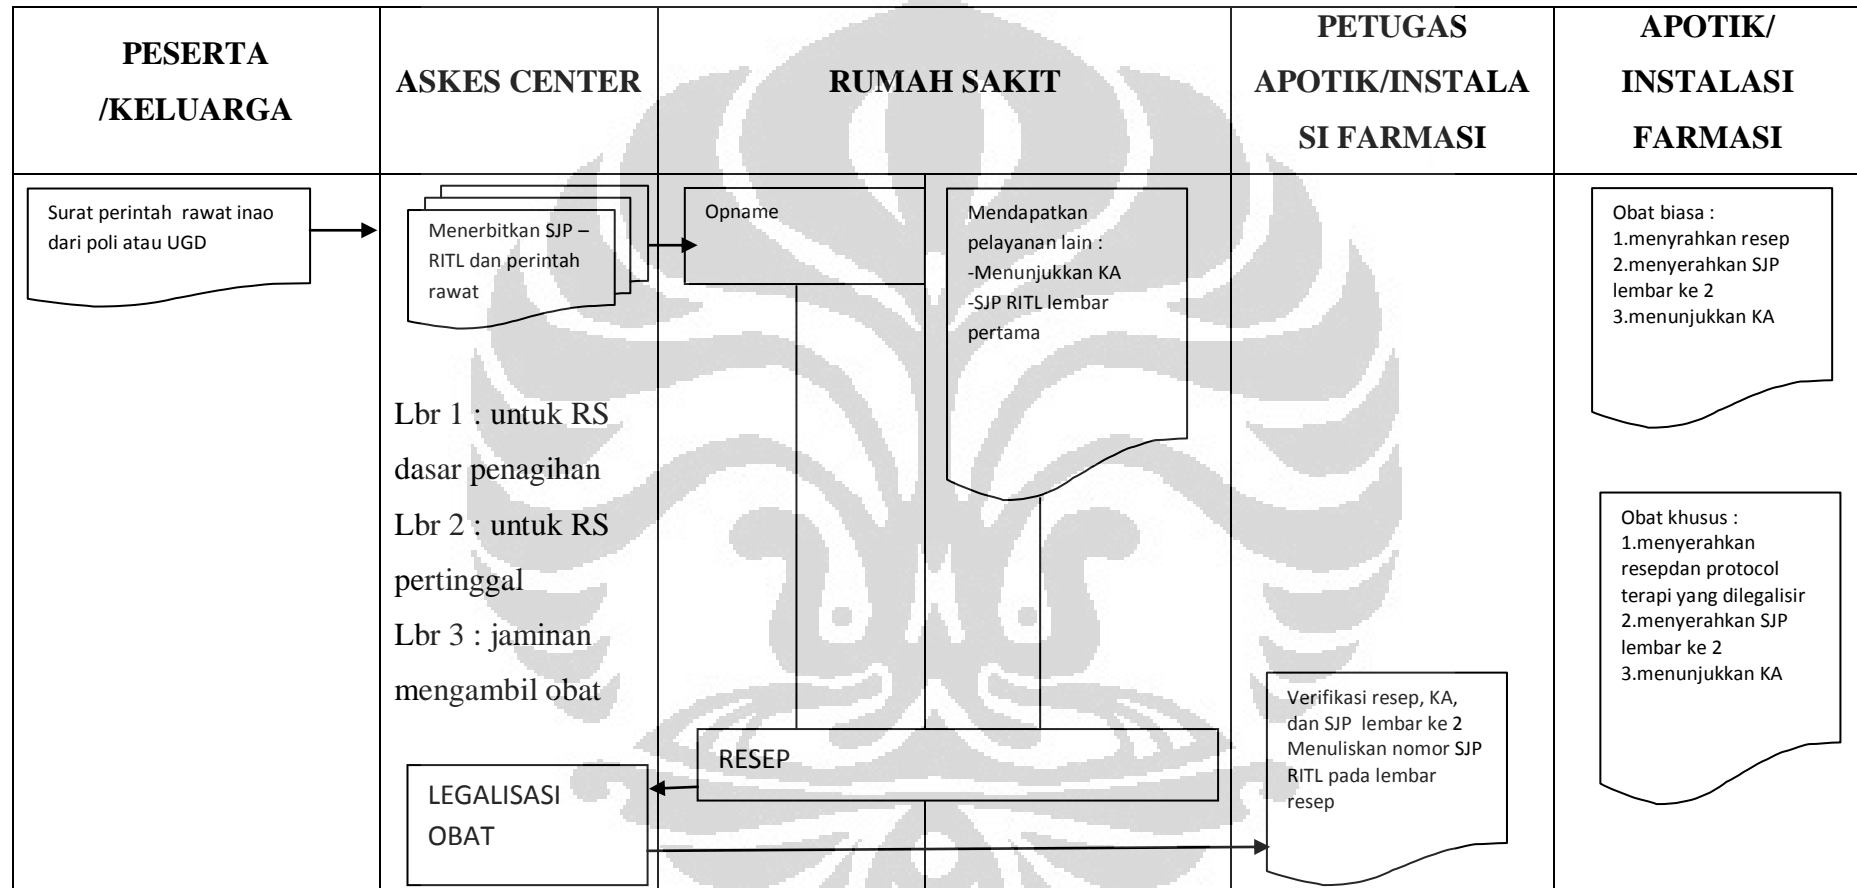 PESERTA
/KELUARGA
ASKES CENTER
RUMAH SAKIT
PETUGAS
APOTIK/INSTALA
SI FARMASI
APOTIK/
INSTALASI
FARMASI
Surat perintah rawat inao
dari poli atau UGD
Menerbitkan SJP –
RITL dan perintah
rawat
Lbr 1 : untuk RS
dasar penagihan
Lbr 2 : untuk RS
pertinggal
Lbr 3 : jaminan
mengambil obat
LEGALISASI
OBAT
Opname
Mendapatkan
pelayanan lain :
-Menunjukkan KA
-SJP RITL lembar
pertama
RESEP
Verifikasi resep, KA,
dan SJP lembar ke 2
Menuliskan nomor SJP
RITL pada lembar
resep
Obat biasa :
1.menyrahkan resep
2.menyerahkan SJP
lembar ke 2
3.menunjukkan KA
Obat khusus :
1.menyerahkan
resepdan protocol
terapi yang dilegalisir
2.menyerahkan SJP
lembar ke 2
3.menunjukkan KA